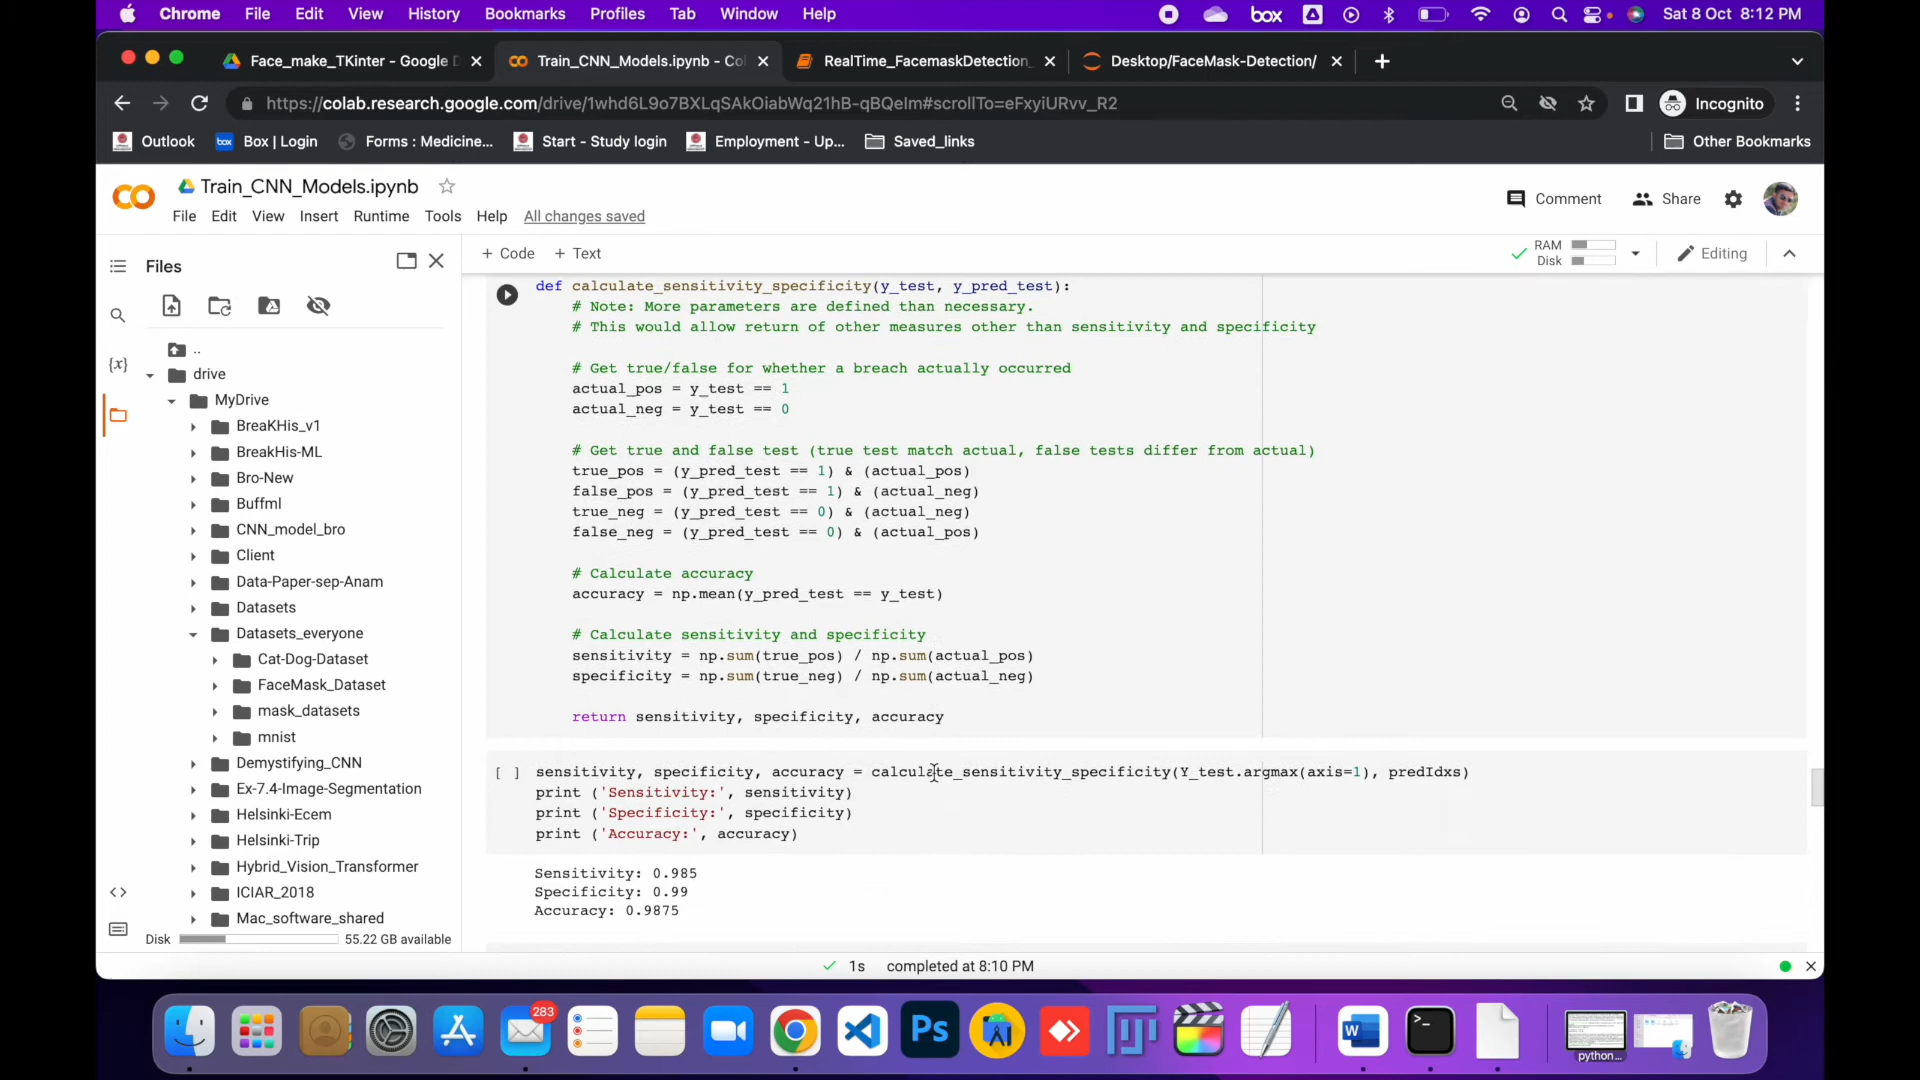 Chrome File Edit View History Bookmarks Profiles Tab Window Help box Sat 8 Oct 8:12 PM
Face_make_TKinter - Google D Train_CNN_Models.ipynb - Col RealTime_FacemaskDetection_ Desktop/FaceMask-Detection/
https://colab.research.google.com/drive/1whd6L9o7BXLqSAkOiabWq21hB-qBQeIm#scrollTo=eFxyiURvv_R2 Incognito
Outlook box Box | Login Forms : Medicine... Start - Study login Employment - Up... Saved_links Other Bookmarks
Train_CNN_Models.ipynb
Comment Share
File Edit View Insert Runtime Tools Help All changes saved
Files
+ Code + Text
RAM
Disk
Editing
..
drive
MyDrive
BreaKHis_v1
BreakHis-ML
Bro-New
Buffml
CNN_model_bro
Client
Data-Paper-sep-Anam
Datasets
Datasets_everyone
Cat-Dog-Dataset
FaceMask_Dataset
mask_datasets
mnist
Demystifying_CNN
Ex-7.4-Image-Segmentation
Helsinki-Ecem
Helsinki-Trip
Hybrid_Vision_Transformer
ICIAR_2018
Mac_software_shared
Disk 55.22 GB available
{x}
<>
def calculate_sensitivity_specificity(y_test, y_pred_test):
# Note: More parameters are defined than necessary.
# This would allow return of other measures other than sensitivity and specificity
# Get true/false for whether a breach actually occurred
actual_pos = y_test == 1
actual_neg = y_test == 0
# Get true and false test (true test match actual, false tests differ from actual)
true_pos = (y_pred_test == 1) & (actual_pos)
false_pos = (y_pred_test == 1) & (actual_neg)
true_neg = (y_pred_test == 0) & (actual_neg)
false_neg = (y_pred_test == 0) & (actual_pos)
# Calculate accuracy
accuracy = np.mean(y_pred_test == y_test)
# Calculate sensitivity and specificity
sensitivity = np.sum(true_pos) / np.sum(actual_pos)
specificity = np.sum(true_neg) / np.sum(actual_neg)
return sensitivity, specificity, accuracy
[ ] sensitivity, specificity, accuracy = calculate_sensitivity_specificity(Y_test.argmax(axis=1), predIdxs)
print ('Sensitivity:', sensitivity)
print ('Specificity:', specificity)
print ('Accuracy:', accuracy)
Sensitivity: 0.985
Specificity: 0.99
Accuracy: 0.9875
1s completed at 8:10 PM
283
Ps
W
>_
python...